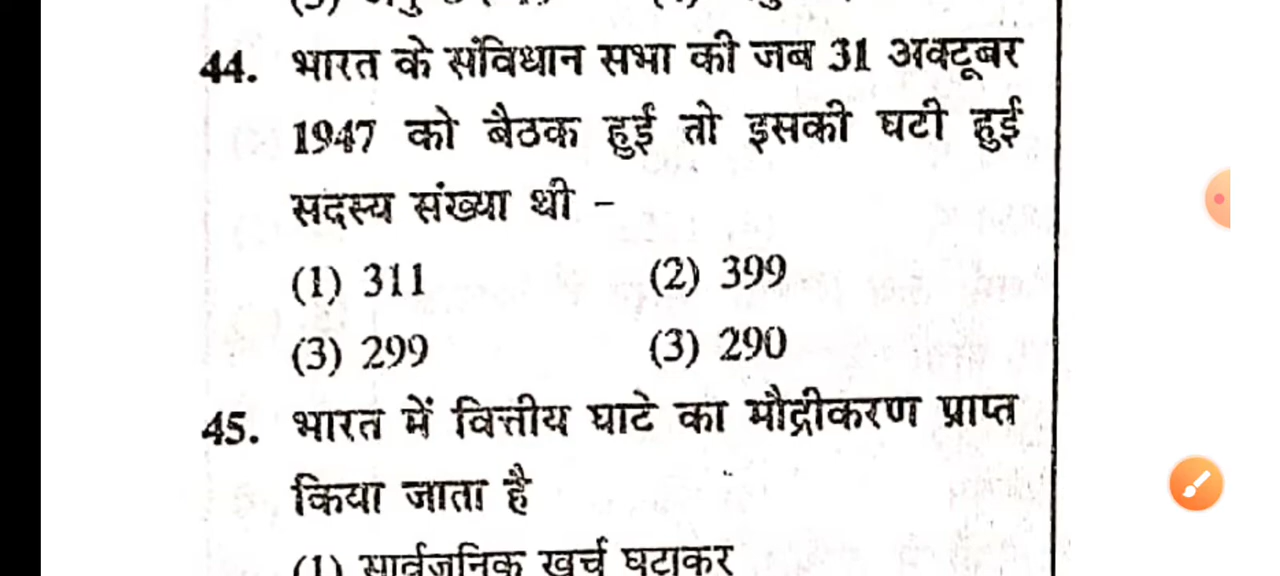 44. भारत के संविधान सभा की जब 31 अक्टूबर
1947 को बैठक हुई तो इसकी घटी हुई
सदस्य संख्या थी -
(1) 311 (2) 399
(3) 299 (3) 290
45. भारत में वित्तीय घाटे का मौद्रीकरण प्राप्त
किया जाता है
(1) सार्वजनिक खर्च घटाकर